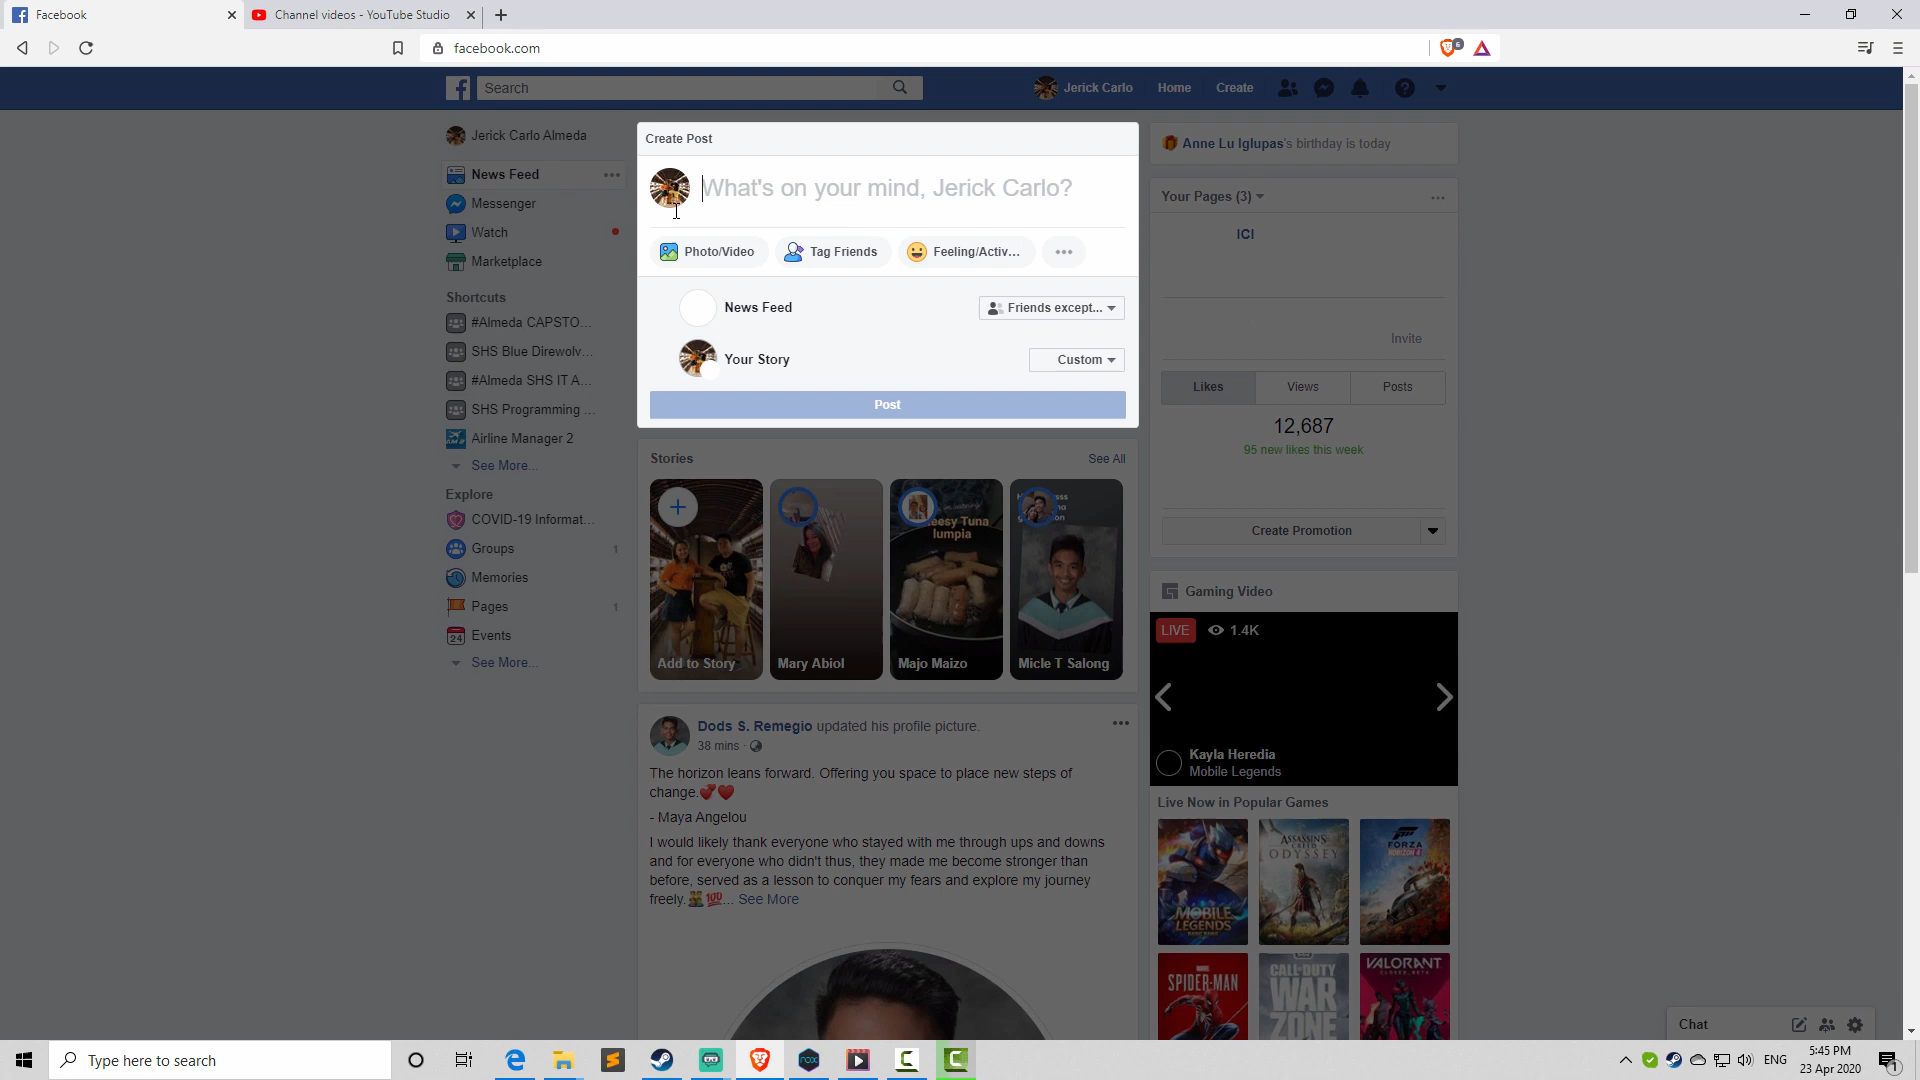 Facebook
Channel videos - YouTube Studio
facebook.com
6
Search
Jerick Carlo
Home
Create
Jerick Carlo Almeda
News Feed
Messenger
Watch
Marketplace
Shortcuts
#Almeda CAPSTO...
SHS Blue Direwolv...
#Almeda SHS IT A...
SHS Programming ...
Airline Manager 2
See More...
Explore
COVID-19 Informat...
Groups 1
Memories
Pages 1
24 Events
See More...
Create Post
What's on your mind, Jerick Carlo?
Photo/Video
Tag Friends
Feeling/Activ...
News Feed
Friends except...
Your Story
Custom
Post
Stories
See All
Add to Story
Mary Abiol
lumpia
Majo Maizo
Micle T Salong
Dods S. Remegio updated his profile picture.
38 mins ·
The horizon leans forward. Offering you space to place new steps of
change.💕❤
- Maya Angelou
I would likely thank everyone who stayed with me through ups and downs
and for everyone who didn't thus, they made me become stronger than
before, served as a lesson to conquer my fears and explore my journey
freely.👫💯... See More
Anne Lu Iglupas's birthday is today
Your Pages (3)
ICI
Invite
Likes
Views
Posts
12,687
95 new likes this week
Create Promotion
Gaming Video
LIVE 1.4K
Kayla Heredia
Mobile Legends
Live Now in Popular Games
MOBILE
LEGENDS
ASSASSIN'S
CREED
ODYSSEY
FORZA
HORIZON 4
SPIDER-MAN
CALL OF DUTY
WAR
ZONE
VALORANT
CLOSED BETA
Chat
Type here to search
ENG
5:45 PM
23 Apr 2020
1